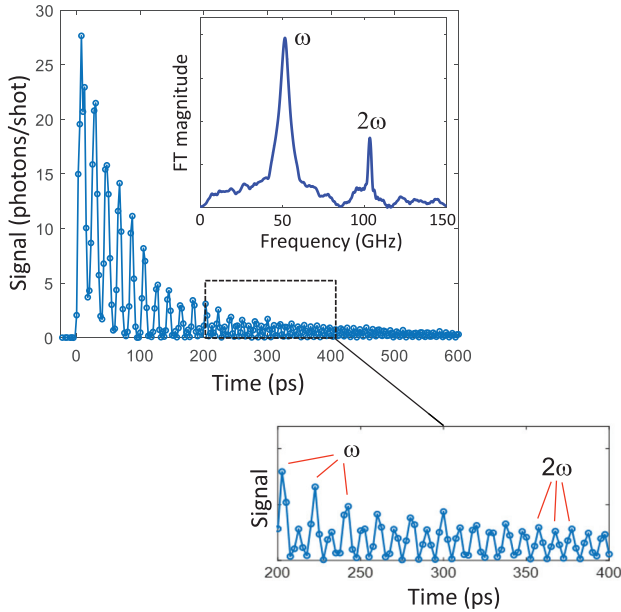 30
25
20
15
10
5
0
Signal (photons/shot)
0
100
200
300
400
500
600
Time (ps)
FT magnitude
ω
2ω
0
50
100
150
Frequency (GHz)
Signal
ω
2ω
200
250
300
350
400
Time (ps)